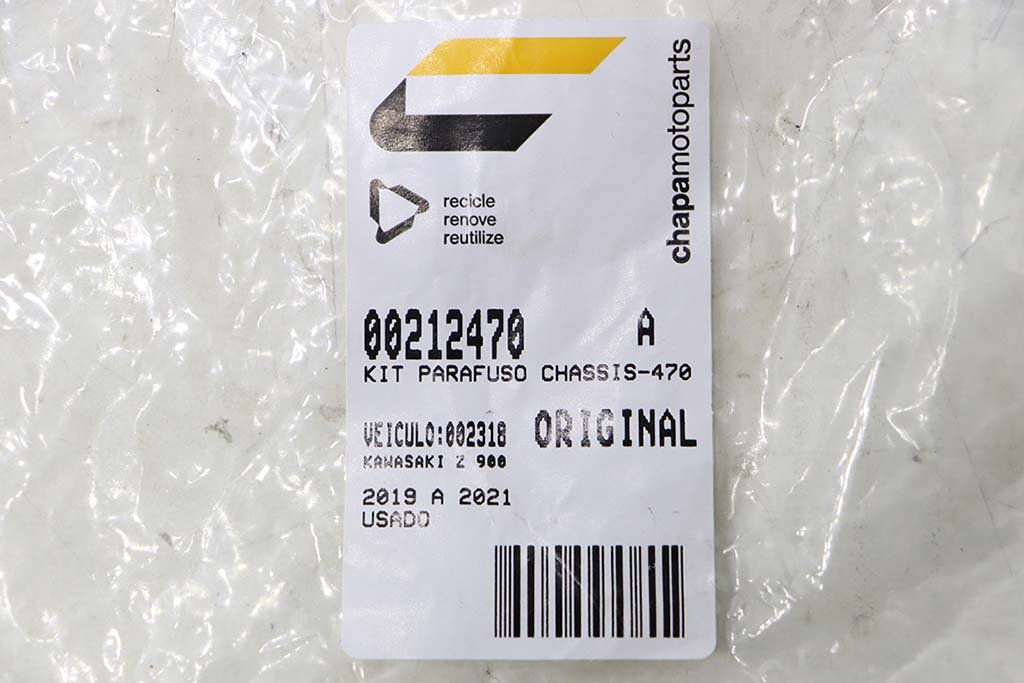 chapamotoparts
recicle
renove
reutilize
00212470 A
KIT PARAFUSO CHASSIS-470
VEICULO:002318 ORIGINAL
KAWASAKI Z 900
2019 A 2021
USADO